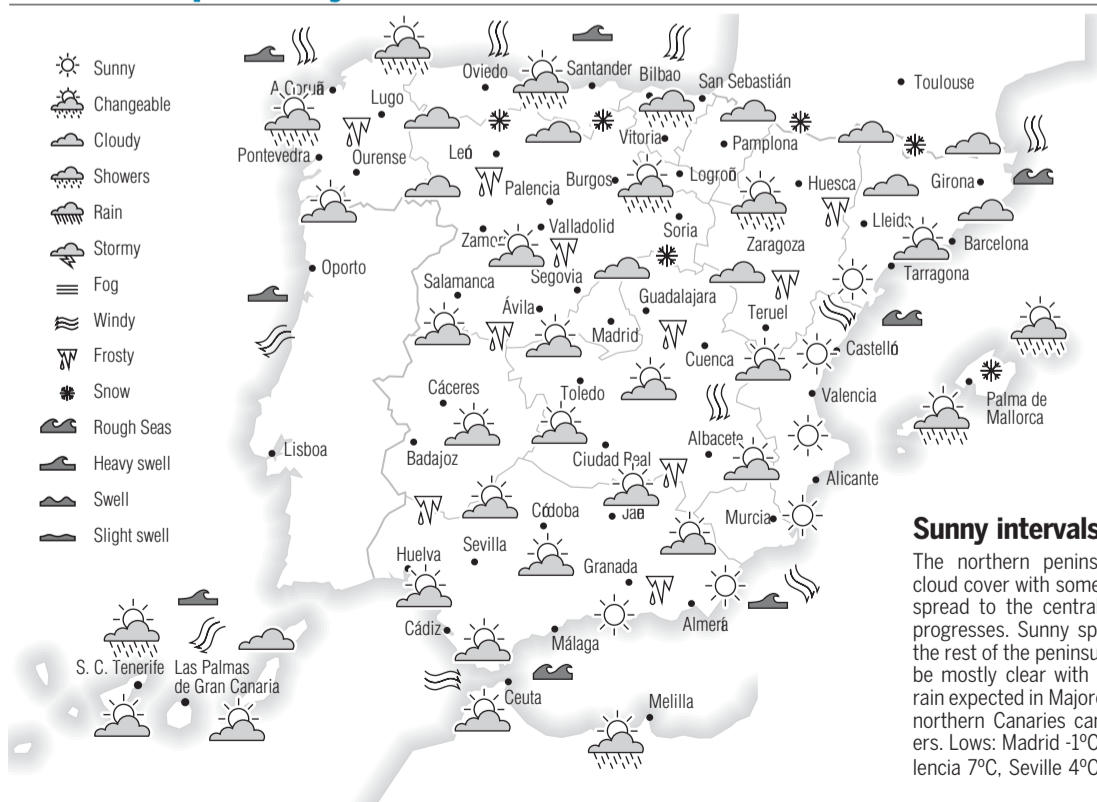 Sunny
Changeable
Cloudy
Showers
Rain
Stormy
Fog
Windy
Frosty
Snow
Rough Seas
Heavy swell
Swell
Slight swell
Oviedo
Santander
Bilbao
San Sebastián
Toulouse
A Coruñ
Lugo
Pontevedra
Ourense
León
Vitoria
Pamplona
Palencia
Burgos
Logroñ
Huesca
Girona
Lleida
Zamor
Valladolid
Soria
Zaragoza
Barcelona
Tarragona
Oporto
Segovia
Salamanca
Ávila
Guadalajara
Madrid
Teruel
Cuenca
Castelló
Cáceres
Toledo
Valencia
Palma de
Mallorca
Lisboa
Badajoz
Ciudad Real
Albacete
Alicante
Córdoba
Jaén
Murcia
Huelva
Sevilla
Granada
Almería
Cádiz
Málaga
S. C. Tenerife
Las Palmas
de Gran Canaria
Ceuta
Melilla
Sunny intervals
The northern penins
cloud cover with some
spread to the central
progresses. Sunny sp
the rest of the peninsu
be mostly clear with
rain expected in Majorc
northern Canaries can
ers. Lows: Madrid -1ºC
lencia 7ºC, Seville 4ºC